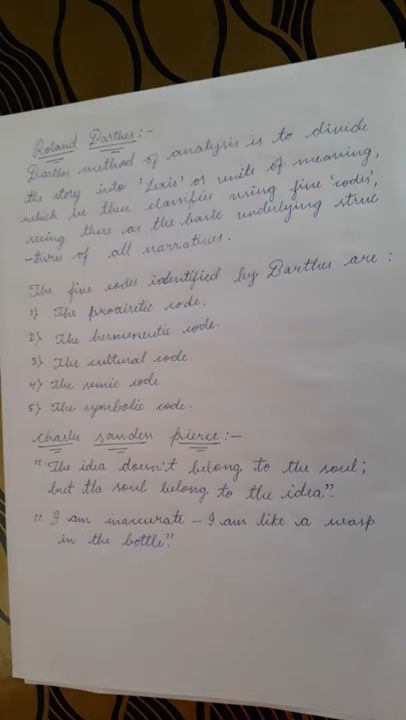 Roland Barthes:-
Barthes method of analysis is to divide
the story into 'Lexis' or units of meaning,
which he then classifies using five 'codes',
seeing these as the basic underlying struc
-tures of all narratives.
The five codes identified by Barthes are :
1) The proairetic code.
2) The hermeneutic code.
3) The cultural code.
4) The semic code
5) The symbolic code.
Charles sanders pierce:-
"The idea doesn't belong to the soul;
but the soul belong to the idea".
"I am inaccurate - I am like a wasp
in the bottle".